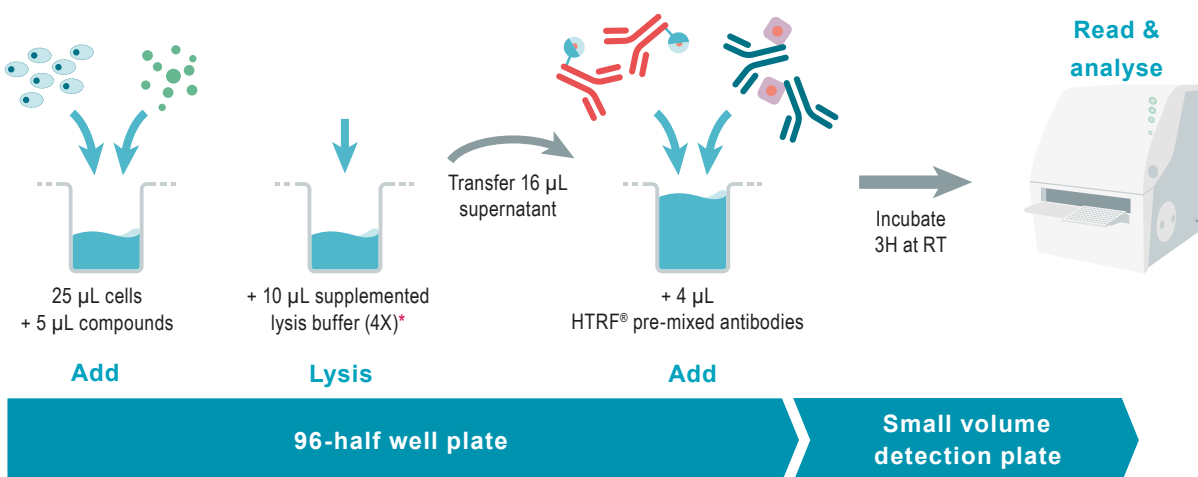 Read &
analyse
Transfer 16 µL
supernatant
Incubate
3H at RT
25 µL cells
+ 5 µL compounds
+ 10 µL supplemented
lysis buffer (4X)*
+ 4 µL
HTRF® pre-mixed antibodies
Add
Lysis
Add
96-half well plate
Small volume
detection plate